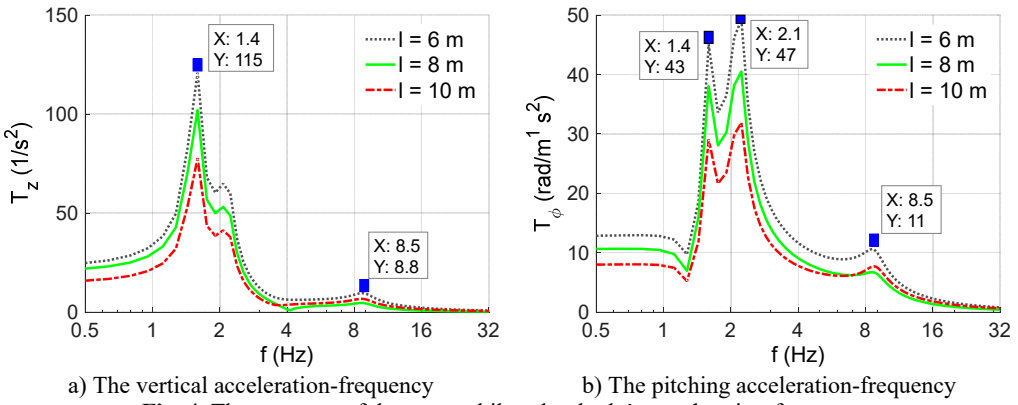 150
100
50
0
T_z (1/s²)
0.5 1 2 4 8 16 32
f (Hz)
X: 1.4
Y: 115
X: 8.5
Y: 8.8
l = 6 m
l = 8 m
l = 10 m
a) The vertical acceleration-frequency
50
40
30
20
10
0
T_ϕ (rad/m¹ s²)
0.5 1 2 4 8 16 32
f (Hz)
X: 1.4
Y: 43
X: 2.1
Y: 47
X: 8.5
Y: 11
l = 6 m
l = 8 m
l = 10 m
b) The pitching acceleration-frequency